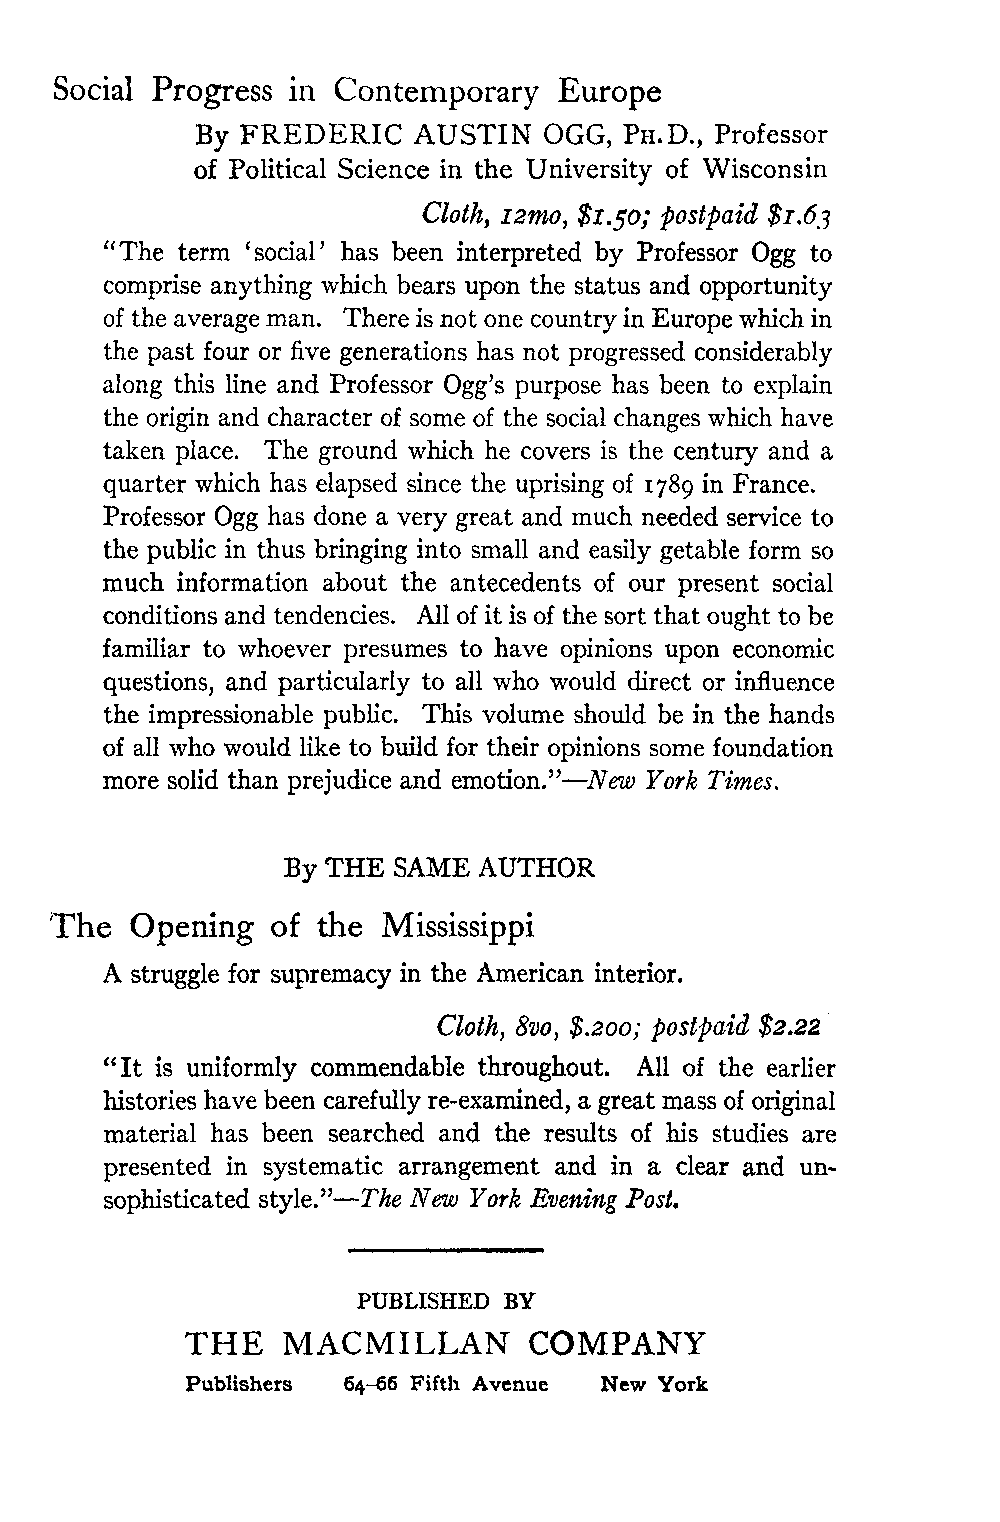 Social Progress in Contemporary Europe
By FREDERIC AUSTIN OGG, PH.D., Professor
of Political Science in the University of Wisconsin
Cloth, 12mo, $1.50; postpaid $1.63
"The term 'social' has been interpreted by Professor Ogg to
comprise anything which bears upon the status and opportunity
of the average man. There is not one country in Europe which in
the past four or five generations has not progressed considerably
along this line and Professor Ogg's purpose has been to explain
the origin and character of some of the social changes which have
taken place. The ground which he covers is the century and a
quarter which has elapsed since the uprising of 1789 in France.
Professor Ogg has done a very great and much needed service to
the public in thus bringing into small and easily getable form so
much information about the antecedents of our present social
conditions and tendencies. All of it is of the sort that ought to be
familiar to whoever presumes to have opinions upon economic
questions, and particularly to all who would direct or influence
the impressionable public. This volume should be in the hands
of all who would like to build for their opinions some foundation
more solid than prejudice and emotion."—New York Times.
By THE SAME AUTHOR
The Opening of the Mississippi
A struggle for supremacy in the American interior.
Cloth, 8vo, $.200; postpaid $2.22
"It is uniformly commendable throughout. All of the earlier
histories have been carefully re-examined, a great mass of original
material has been searched and the results of his studies are
presented in systematic arrangement and in a clear and un-
sophisticated style."—The New York Evening Post.
PUBLISHED BY
THE MACMILLAN COMPANY
Publishers 64–66 Fifth Avenue New York